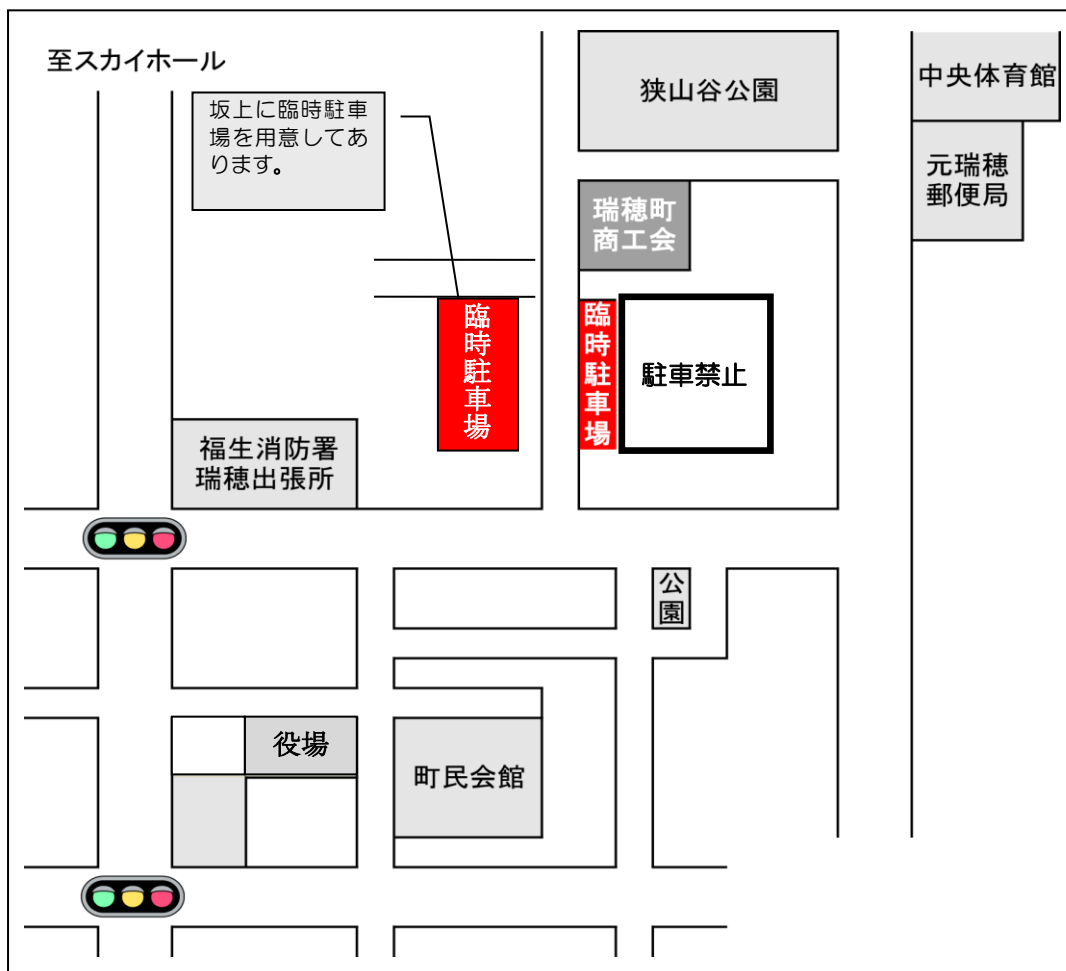 至スカイホール
坂上に臨時駐車
場を用意してあ
ります。
狭山谷公園
中央体育館
元瑞穂
郵便局
瑞穂町
商工会
臨時駐車場
臨時駐車場
駐車禁止
福生消防署
瑞穂出張所
公園
役場
町民会館